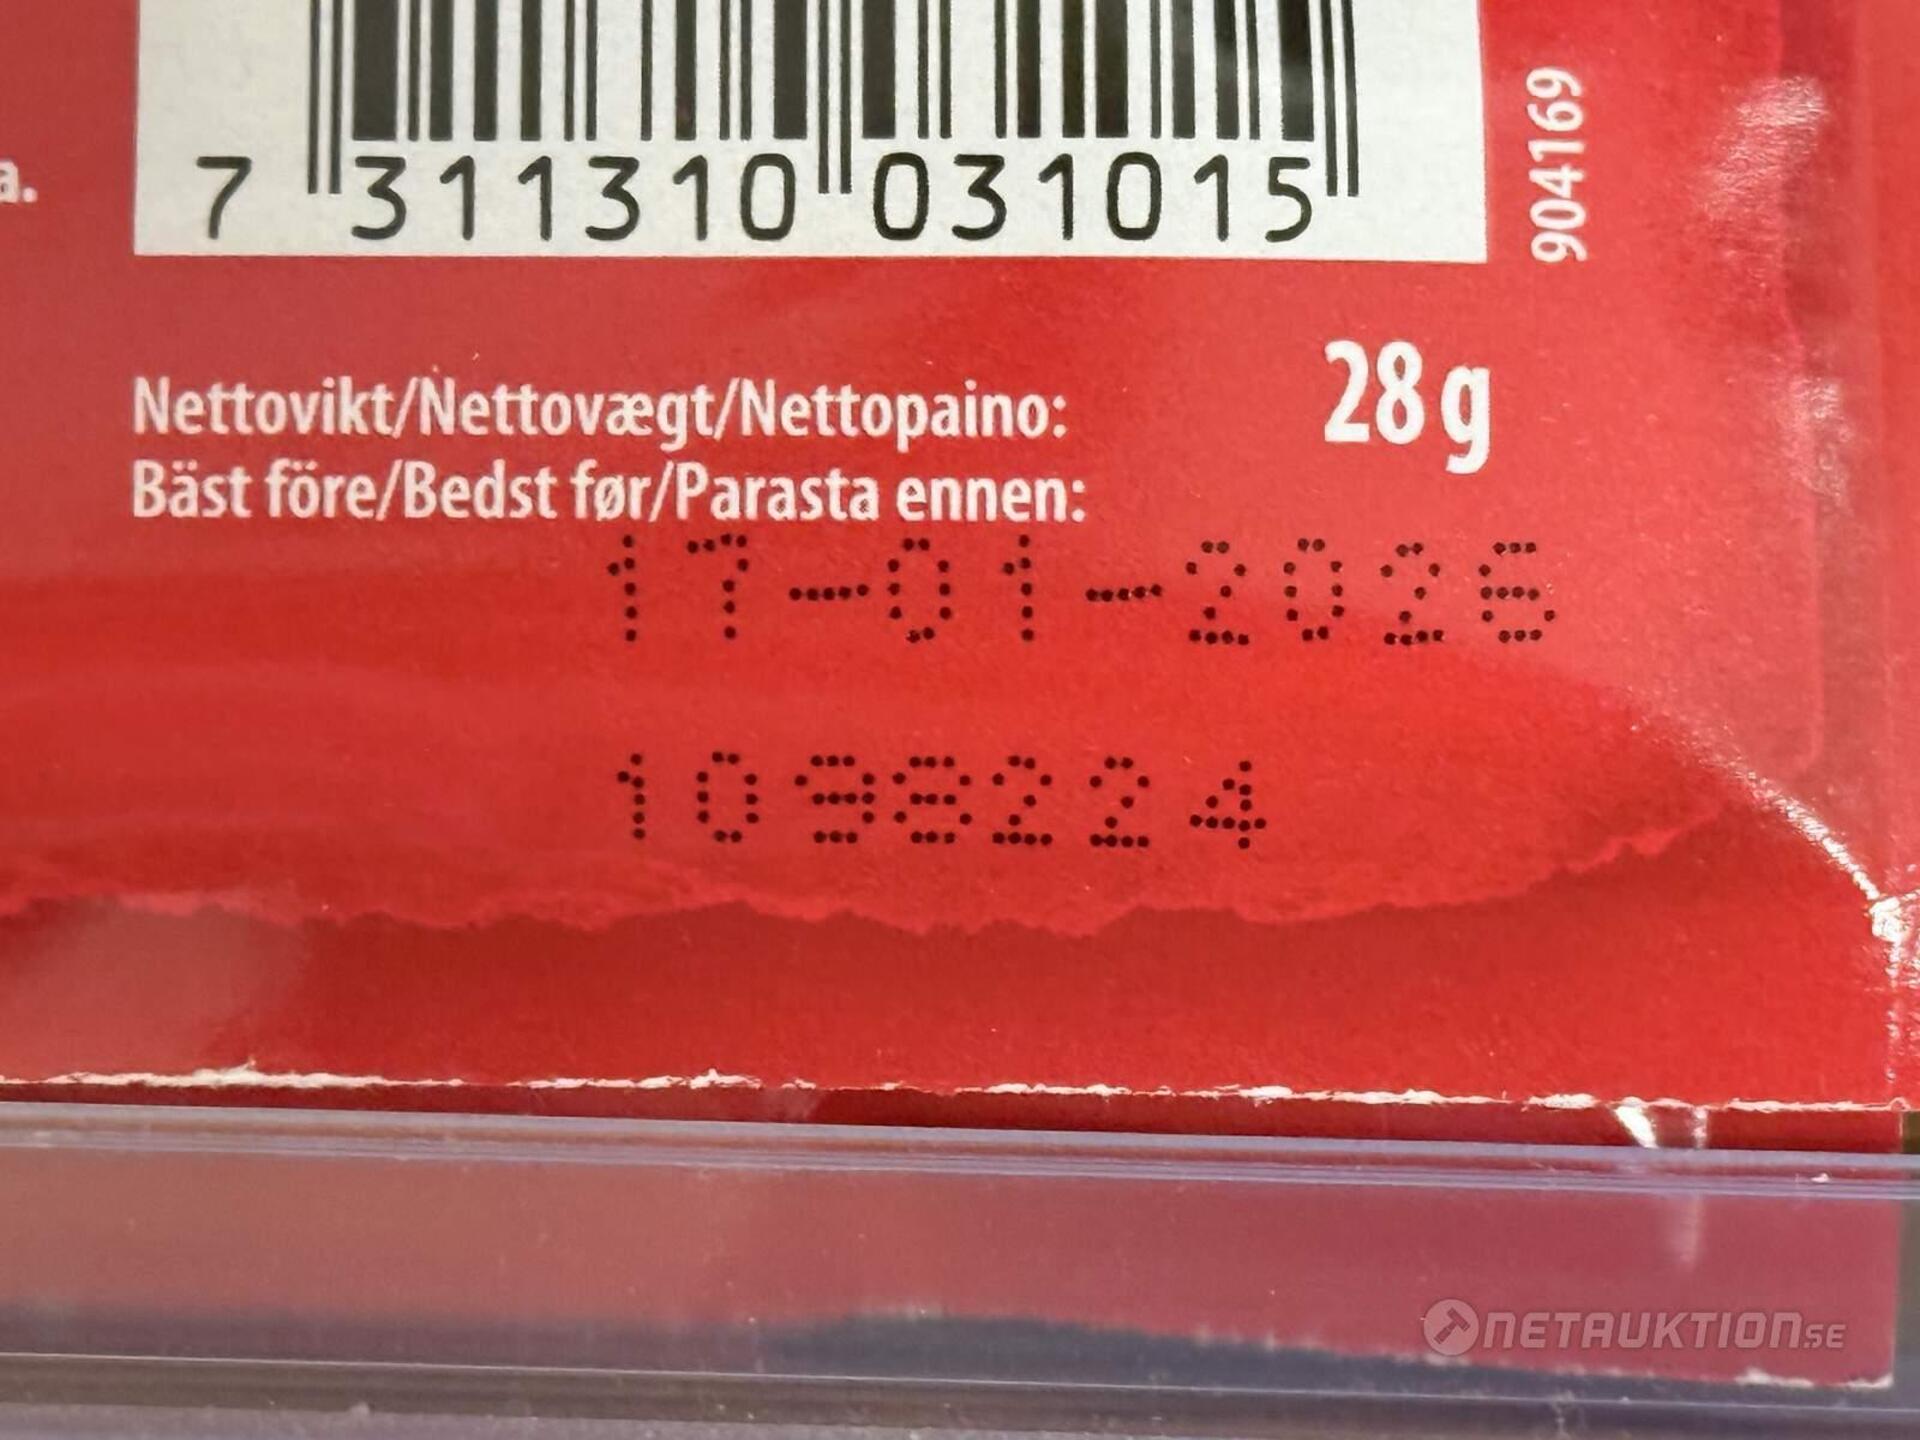 a.
7 311310 031015
904169
Nettovikt/Nettovægt/Nettopaino: 28 g
Bäst före/Bedst før/Parasta ennen:
17-01-2026
1098224
NETAUKTION.SE